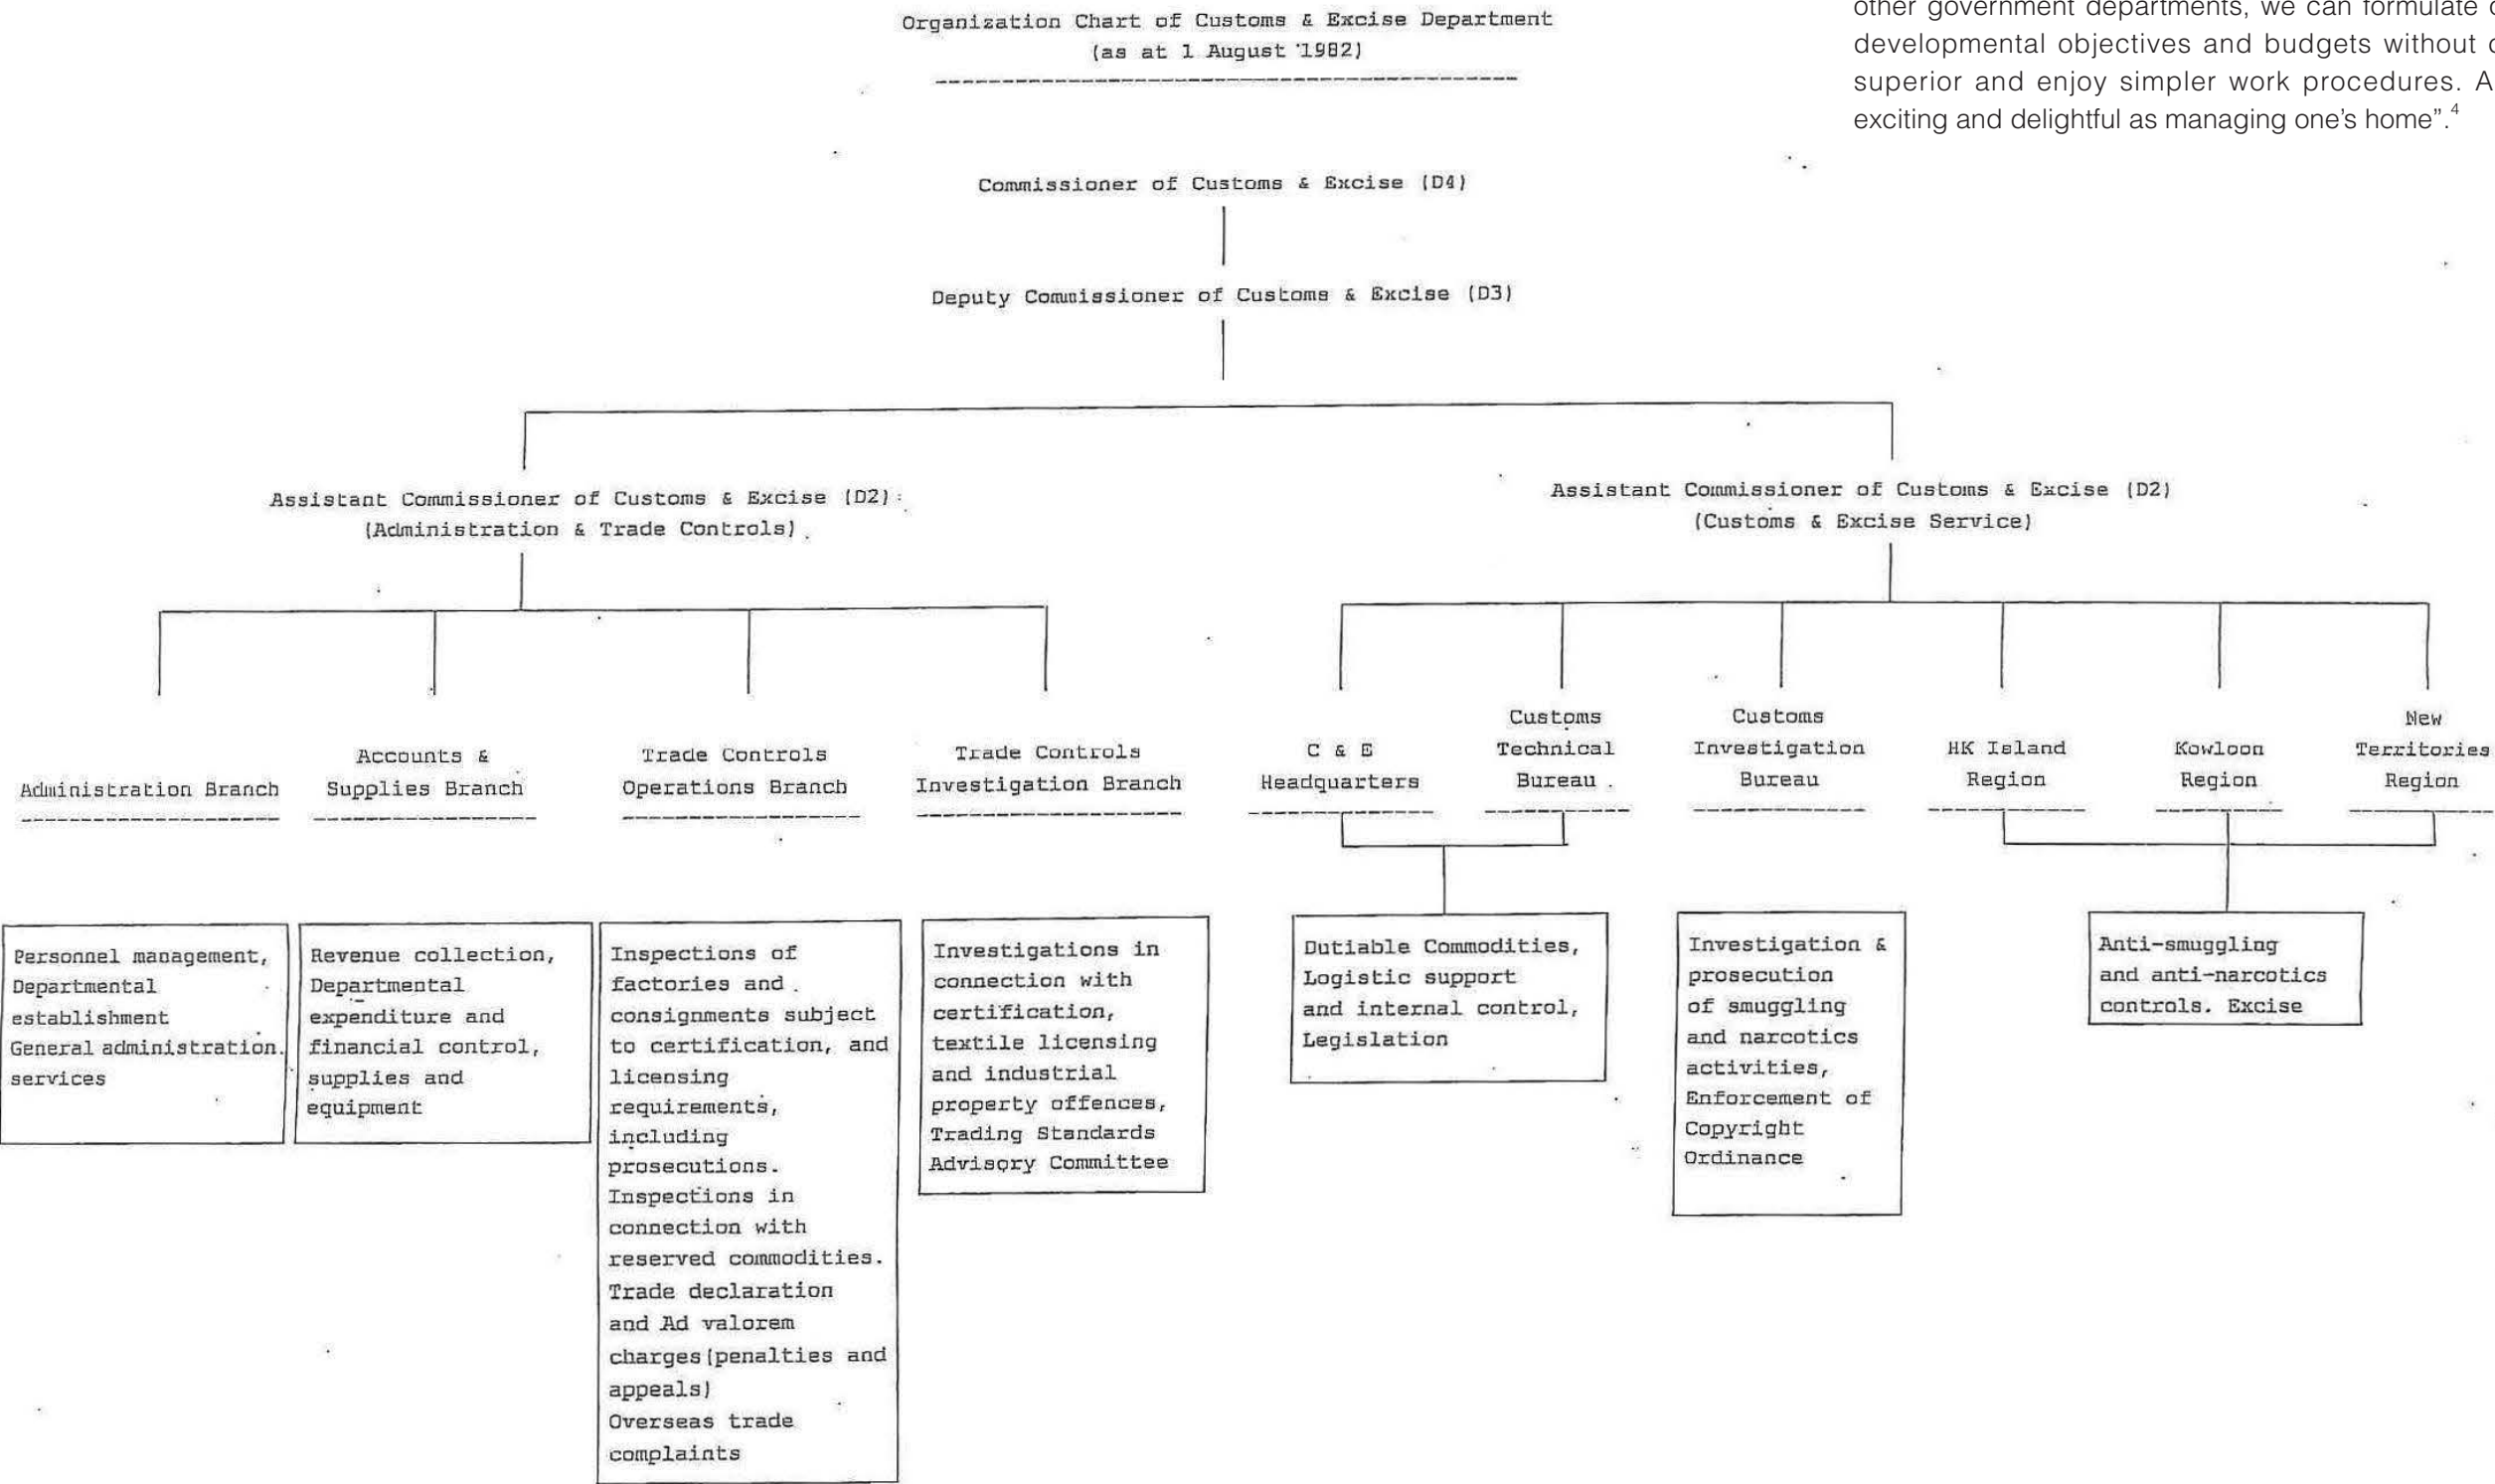 Organization Chart of Customs & Excise Department
(as at 1 August 1982)
other government departments, we can formulate
developmental objectives and budgets without
superior and enjoy simpler work procedures.
exciting and delightful as managing one's home".4
Commissioner of Customs & Excise (D4)
Deputy Commissioner of Customs & Excise (D3)
Assistant Commissioner of Customs & Excise (D2)
(Administration & Trade Controls)
Assistant Commissioner of Customs & Excise (D2)
(Customs & Excise Service)
Administration Branch
Accounts &
Supplies Branch
Trade Controls
Operations Branch
Trade Controls
Investigation Branch
C & E
Headquarters
Customs
Technical
Bureau
Customs
Investigation
Bureau
HK Island
Region
Kowloon
Region
New
Territories
Region
Personnel management,
Departmental
establishment
General administration.
services
Revenue collection,
Departmental
expenditure and
financial control,
supplies and
equipment
Inspections of
factories and
consignments subject
to certification, and
licensing
requirements,
including
prosecutions.
Inspections in
connection with
reserved commodities.
Trade declaration
and Ad valorem
charges(penalties and
appeals)
Overseas trade
complaints
Investigations in
connection with
certification,
textile licensing
and industrial
property offences,
Trading Standards
Advisory Committee
Dutiable Commodities,
Logistic support
and internal control,
Legislation
Investigation &
prosecution
of smuggling
and narcotics
activities,
Enforcement of
Copyright
Ordinance
Anti-smuggling
and anti-narcotics
controls. Excise